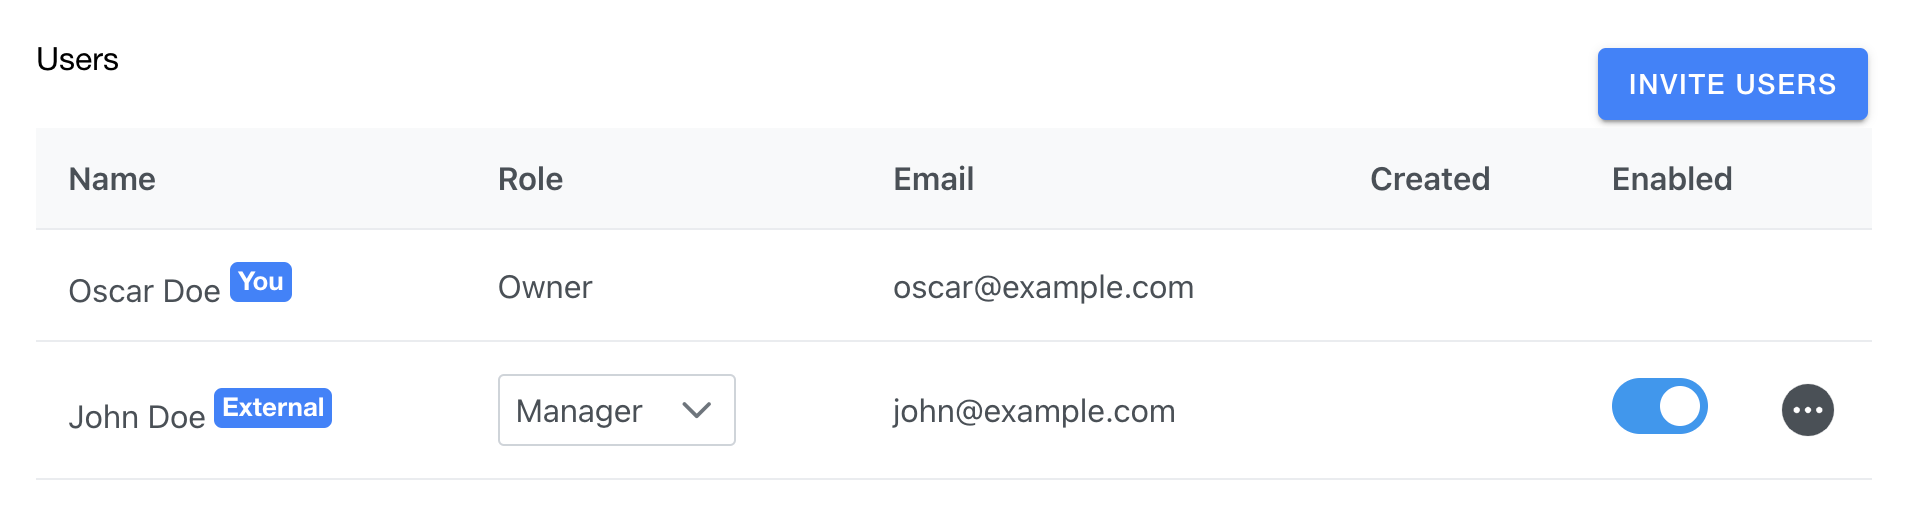 Users
INVITE USERS
Name Role Email Created Enabled
Oscar Doe You Owner oscar@example.com
John Doe External Manager john@example.com